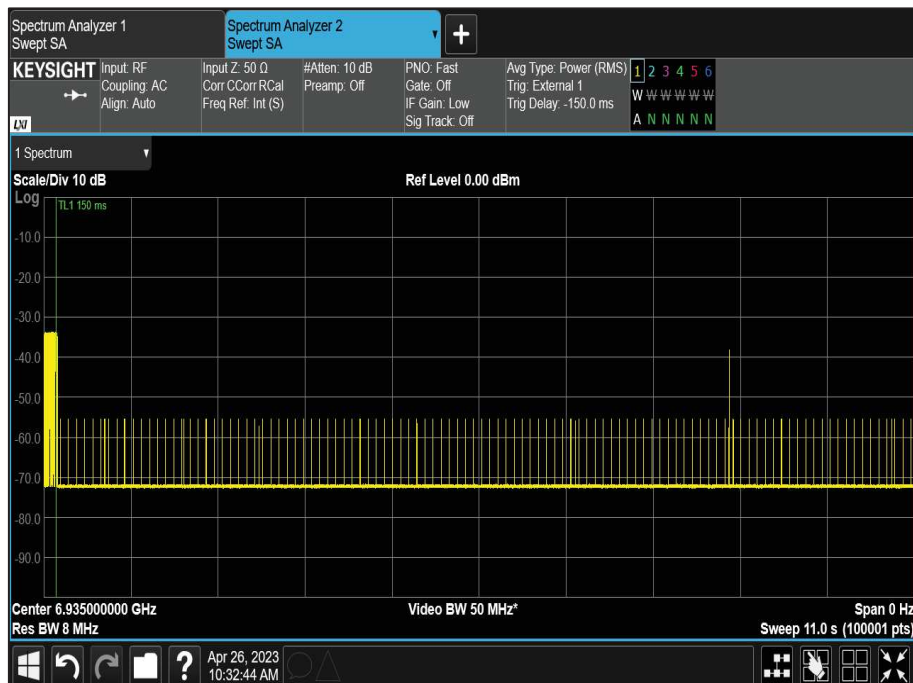 Spectrum Analyzer 1
Swept SA
Spectrum Analyzer 2
Swept SA
▼
+
KEYSIGHT
LXI
Input: RF
Coupling: AC
Align: Auto
Input Z: 50 Ω
Corr CCorr RCal
Freq Ref: Int (S)
#Atten: 10 dB
Preamp: Off
PNO: Fast
Gate: Off
IF Gain: Low
Sig Track: Off
Avg Type: Power (RMS)
Trig: External 1
Trig Delay: -150.0 ms
1 2 3 4 5 6
W W W W W W
A N N N N N
1 Spectrum ▼
Scale/Div 10 dB
Ref Level 0.00 dBm
Log
TL1 150 ms
-10.0
-20.0
-30.0
-40.0
-50.0
-60.0
-70.0
-80.0
-90.0
Center 6.935000000 GHz
Video BW 50 MHz*
Span 0 Hz
Res BW 8 MHz
Sweep 11.0 s (100001 pts)
?
Apr 26, 2023
10:32:44 AM